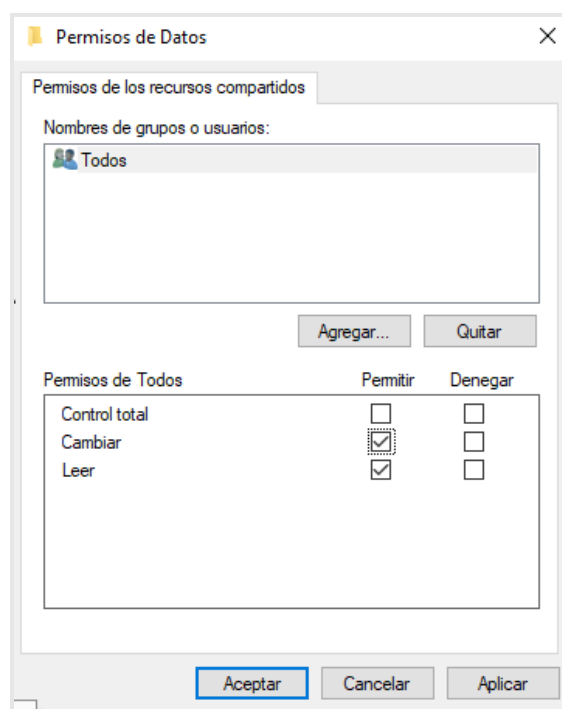 Permisos de Datos
Permisos de los recursos compartidos
Nombres de grupos o usuarios:
Todos
Agregar... Quitar
Permisos de Todos Permitir Denegar
Control total
Cambiar
Leer
Aceptar Cancelar Aplicar